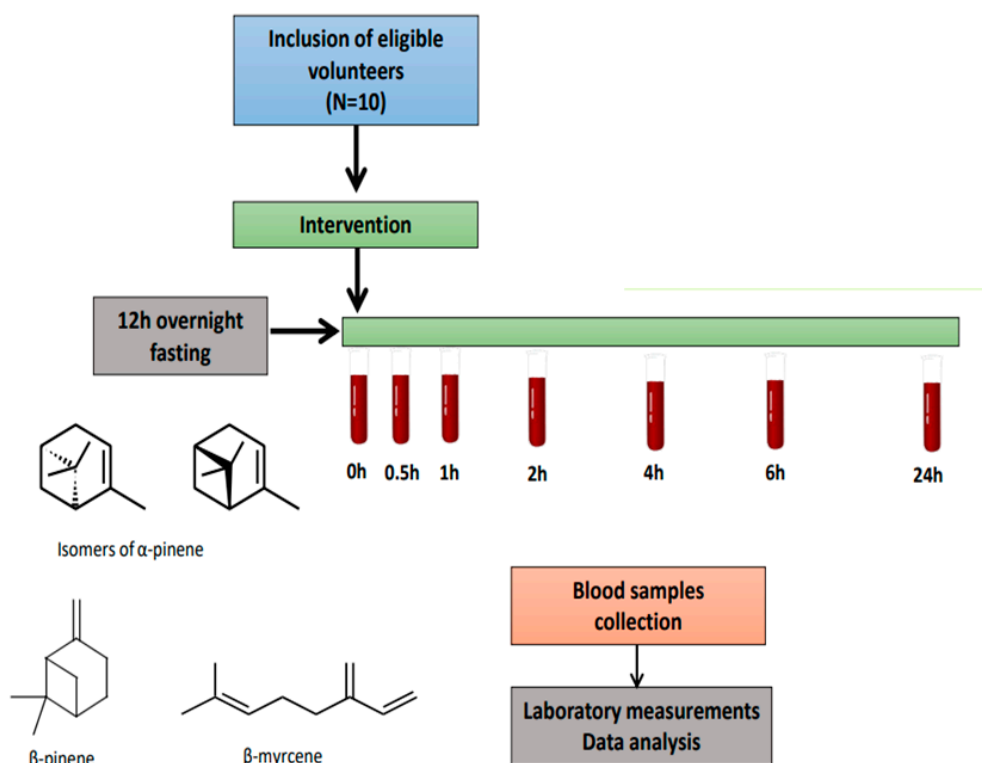 Inclusion of eligible
volunteers
(N=10)
Intervention
12h overnight
fasting
0h 0.5h 1h 2h 4h 6h 24h
Isomers of α-pinene
Blood samples
collection
Laboratory measurements
Data analysis
β-pinene
β-myrcene